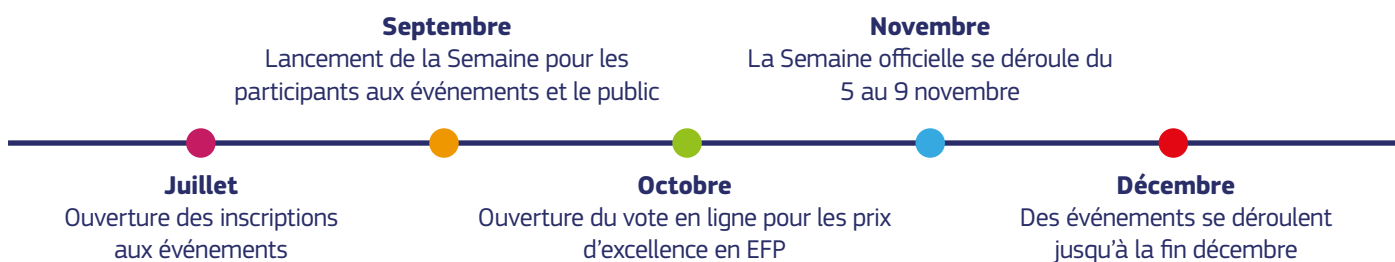 Septembre
Lancement de la Semaine pour les
participants aux événements et le public
Novembre
La Semaine officielle se déroule du
5 au 9 novembre
Juillet
Ouverture des inscriptions
aux événements
Octobre
Ouverture du vote en ligne pour les prix
d'excellence en EFP
Décembre
Des événements se déroulent
jusqu'à la fin décembre